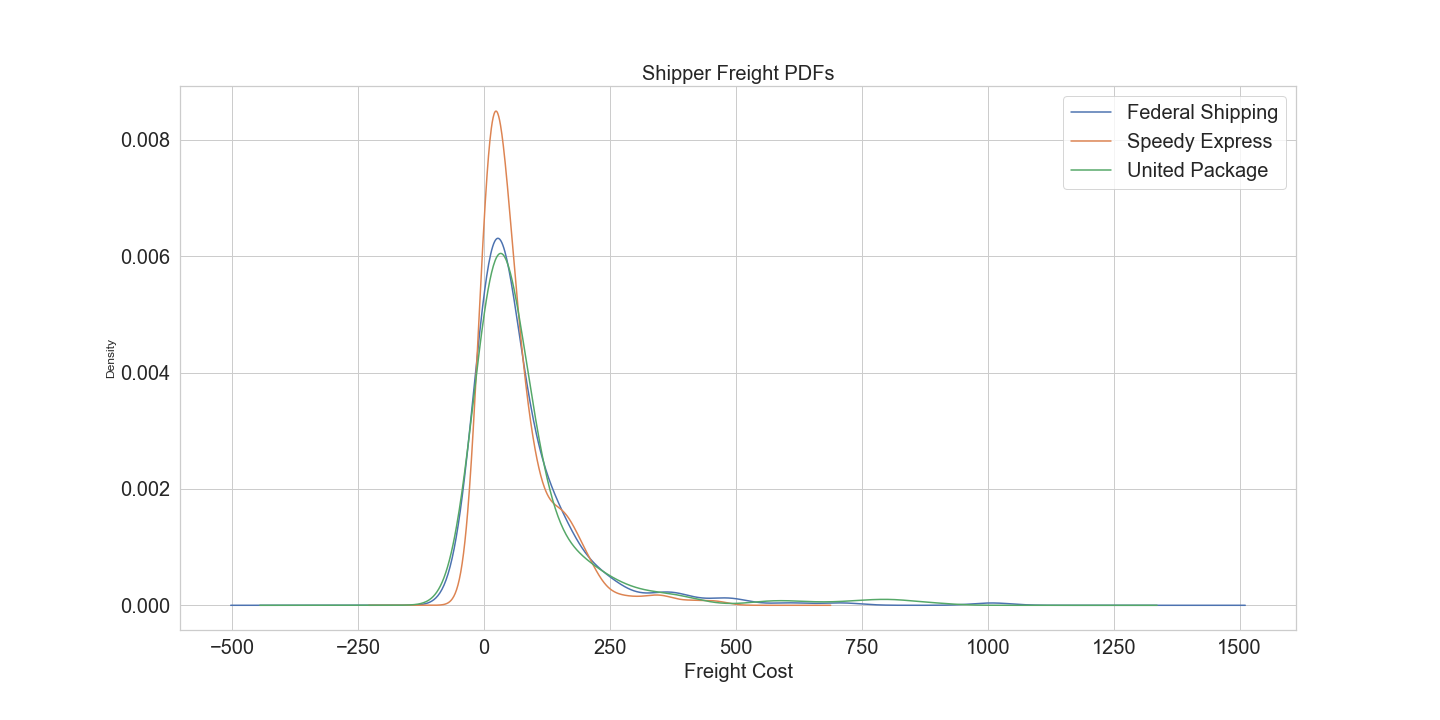 Shipper Freight PDFs
Federal Shipping
Speedy Express
United Package
Density
0.008
0.006
0.004
0.002
0.000
−500
−250
0
250
500
750
1000
1250
1500
Freight Cost